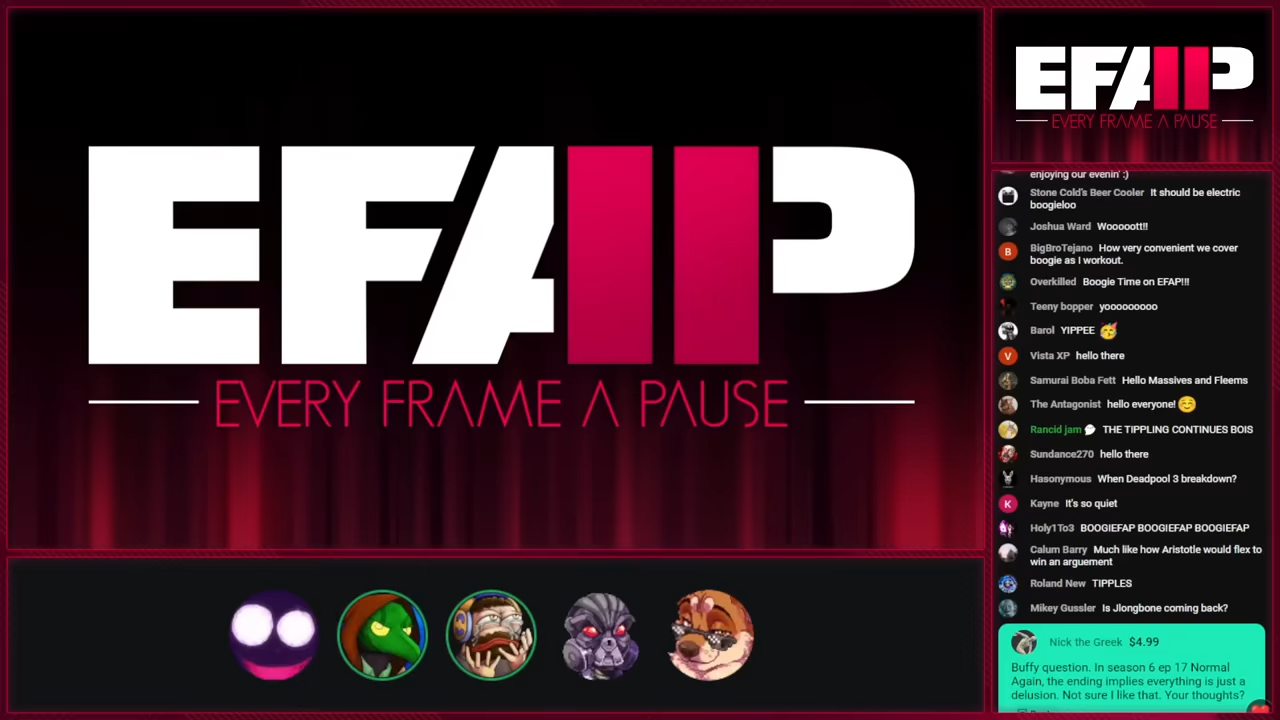 EFAP
EVERY FRAME A PAUSE
EFAP
EVERY FRAME A PAUSE
enjoying our evenin' :)
Stone Cold's Beer Cooler It should be electric
boogieloo
Joshua Ward Wooooott!!
B
BigBroTejano How very convenient we cover
boogie as I workout.
Overkilled Boogie Time on EFAP!!!
Teeny bopper yooooooooo
Barol YIPPEE 🥳
V
Vista XP hello there
Samurai Boba Fett Hello Massives and Fleems
The Antagonist hello everyone! 😊
Rancid jam THE TIPPLING CONTINUES BOIS
Sundance270 hello there
Hasonymous When Deadpool 3 breakdown?
K
Kayne It's so quiet
Holy1To3 BOOGIEFAP BOOGIEFAP BOOGIEFAP
Calum Barry Much like how Aristotle would flex to
win an arguement
Roland New TIPPLES
Mikey Gussler Is Jlongbone coming back?
Nick the Greek $4.99
Buffy question. In season 6 ep 17 Normal
Again, the ending implies everything is just a
delusion. Not sure I like that. Your thoughts?